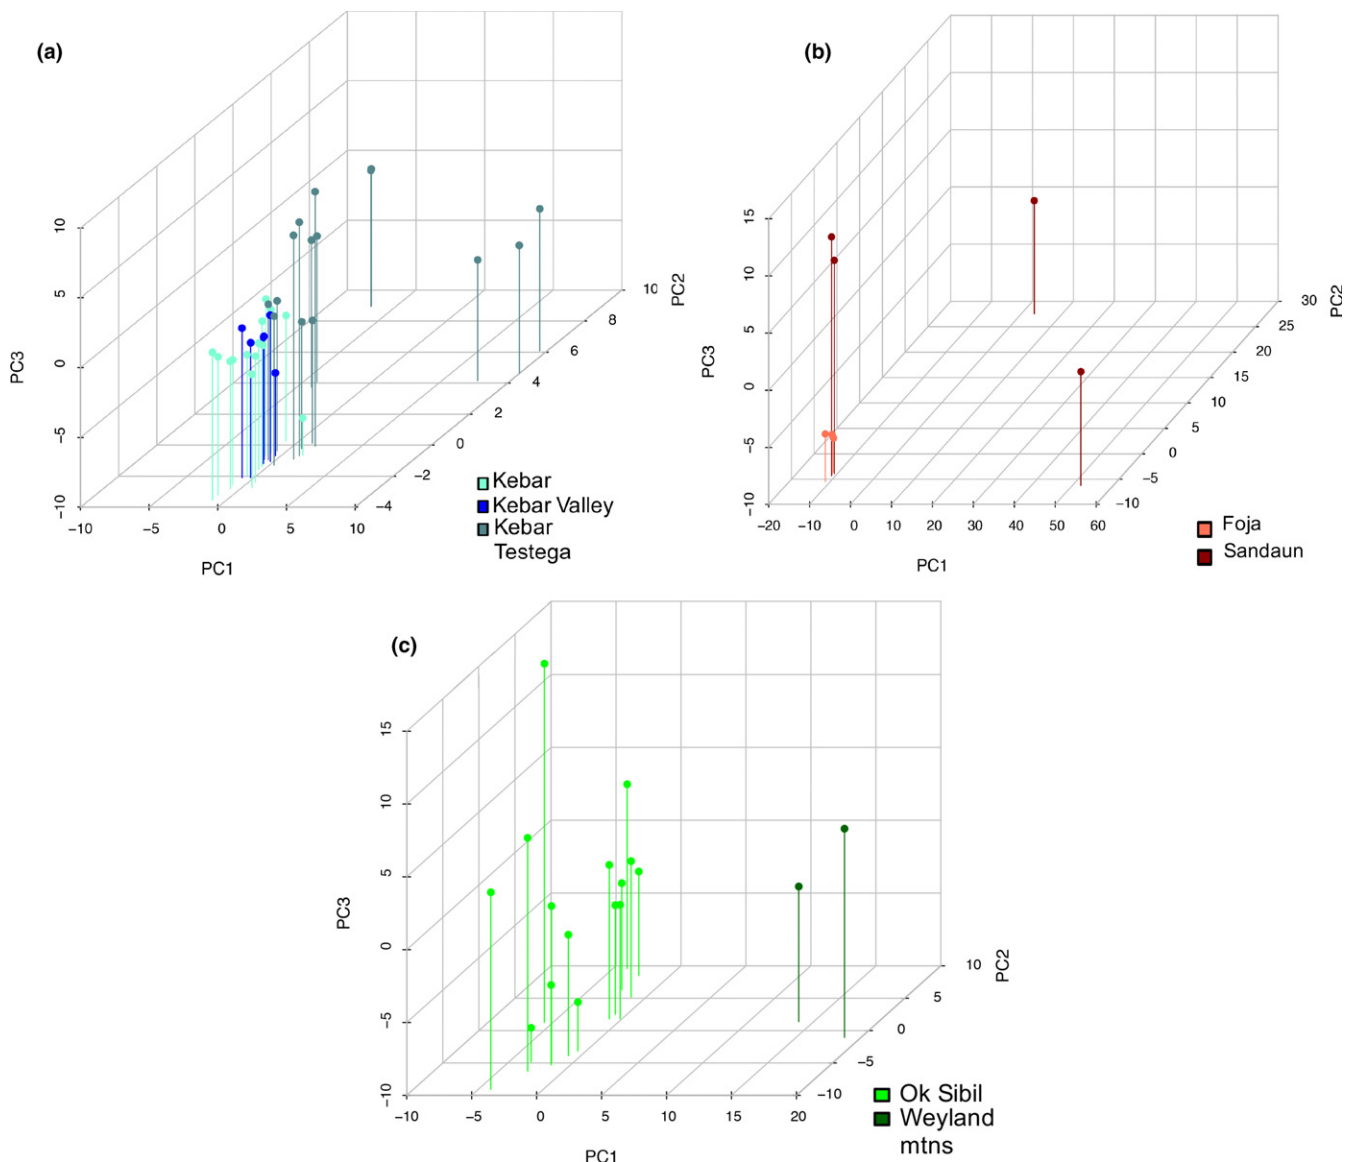 (a)
10
5
0
−5
−10
PC3
−10
−5
0
5
10
PC1
−4
−2
0
2
4
6
8
10
PC2
Kebar
Kebar Valley
Kebar
Testega
(b)
15
10
5
0
−5
−10
PC3
−20
−10
0
10
20
30
40
50
60
PC1
−10
−5
0
5
10
15
20
25
30
PC2
Foja
Sandaun
(c)
15
10
5
0
−5
−10
PC3
−10
−5
0
5
10
15
20
PC1
−10
−5
0
5
10
PC2
Ok Sibil
Weyland
mtns